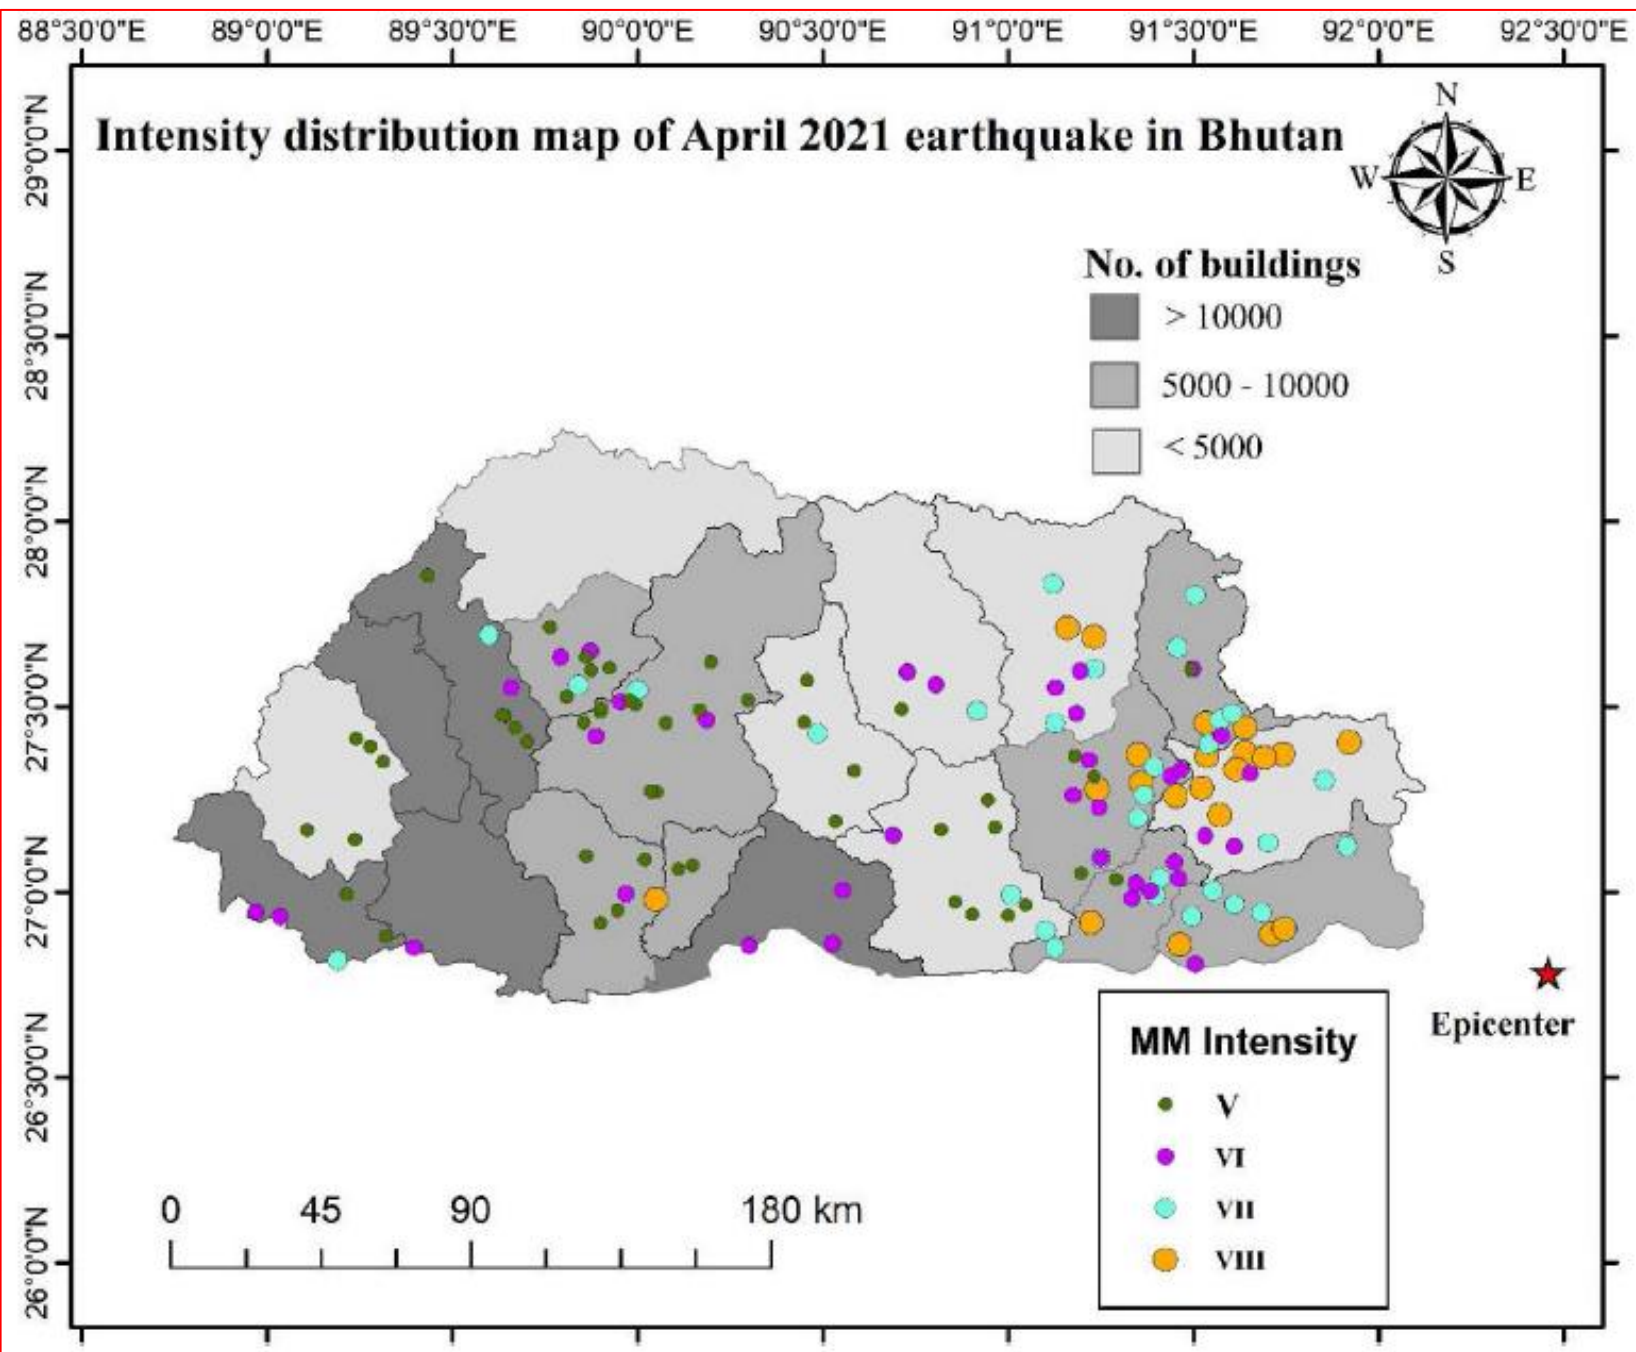 88°30'0"E 89°0'0"E 89°30'0"E 90°0'0"E 90°30'0"E 91°0'0"E 91°30'0"E 92°0'0"E 92°30'0"E
Intensity distribution map of April 2021 earthquake in Bhutan
N
W E
S
29°0'0"N
28°30'0"N
28°0'0"N
27°30'0"N
27°0'0"N
26°30'0"N
26°0'0"N
No. of buildings
> 10000
5000 - 10000
< 5000
Epicenter
MM Intensity
V
VI
VII
VIII
0 45 90 180 km